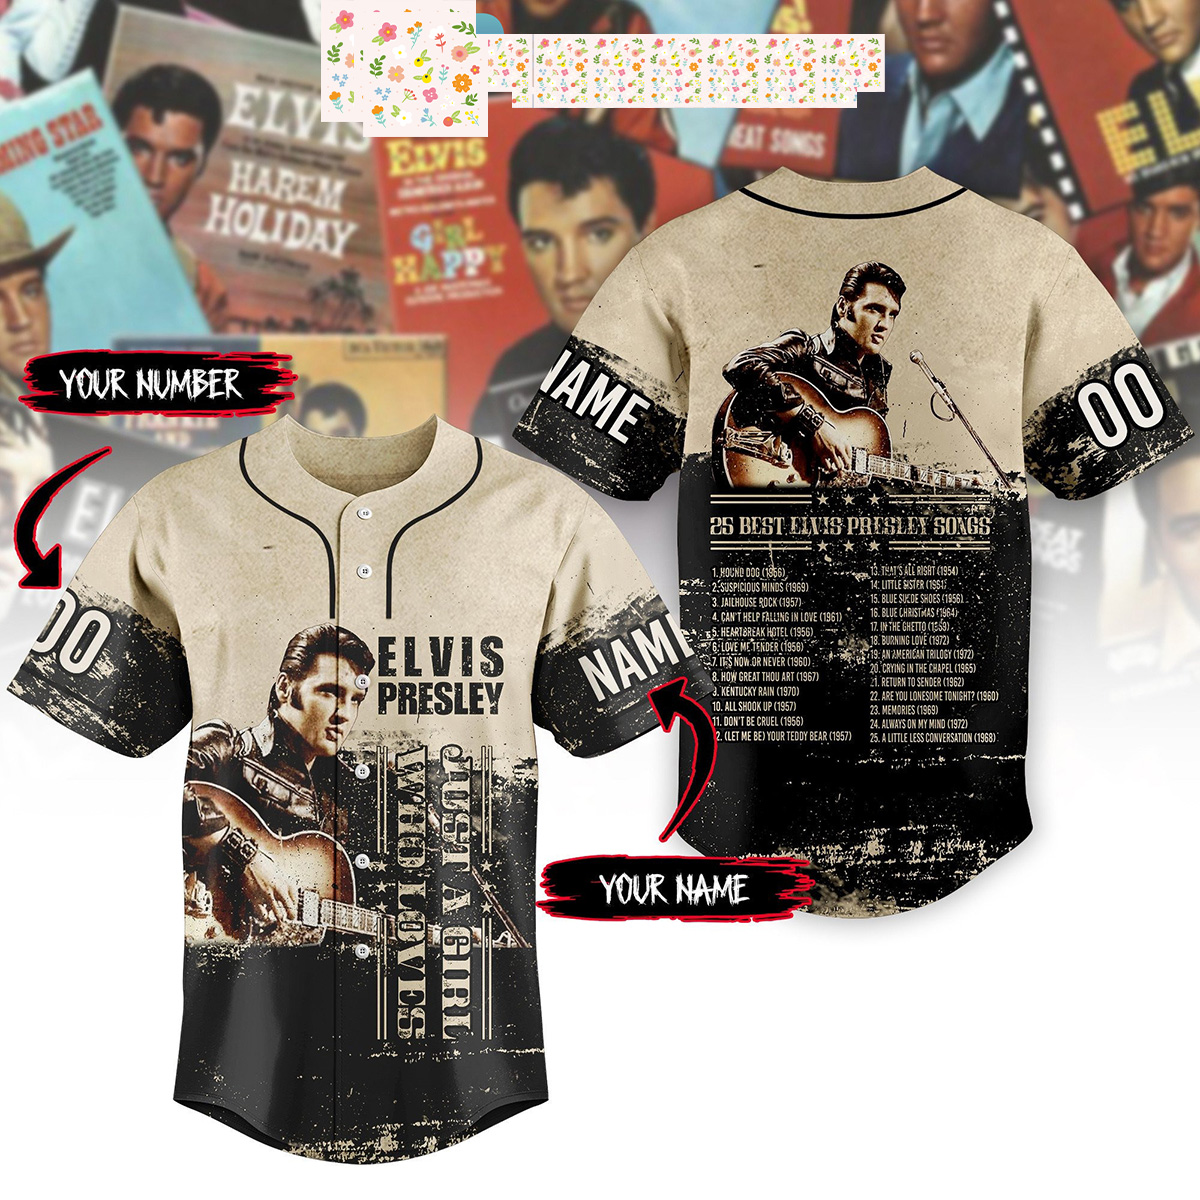 MING STAR
ELVIS
HAREM
HOLIDAY
ELVIS
GIRL
HAPPY
EAT SONGS
EL
YOUR NUMBER
NAME
00
25 BEST ELVIS PRESLEY SONGS
1. HOUND DOG (1956)
2. SUSPICIOUS MINDS (1969)
3. JAILHOUSE ROCK (1957)
4. CAN'T HELP FALLING IN LOVE (1961)
5. HEARTBREAK HOTEL (1956)
6. LOVE ME TENDER (1956)
7. IT'S NOW OR NEVER (1960)
8. HOW GREAT THOU ART (1967)
9. KENTUCKY RAIN (1970)
10. ALL SHOOK UP (1957)
11. DON'T BE CRUEL (1956)
2. (LET ME BE) YOUR TEDDY BEAR (1957)
13. THAT'S ALL RIGHT (1954)
14. LITTLE SISTER (1961)
15. BLUE SUEDE SHOES (1956)
16. BLUE CHRISTMAS (1964)
17. IN THE GHETTO (1969)
18. BURNING LOVE (1972)
19. AN AMERICAN TRILOGY (1972)
20. CRYING IN THE CHAPEL (1965)
21. RETURN TO SENDER (1962)
22. ARE YOU LONESOME TONIGHT? (1960)
23. MEMORIES (1969)
24. ALWAYS ON MY MIND (1972)
25. A LITTLE LESS CONVERSATION (1968)
00
NAME
ELVIS
PRESLEY
JUST A GIRL
WHO LOVES
YOUR NAME